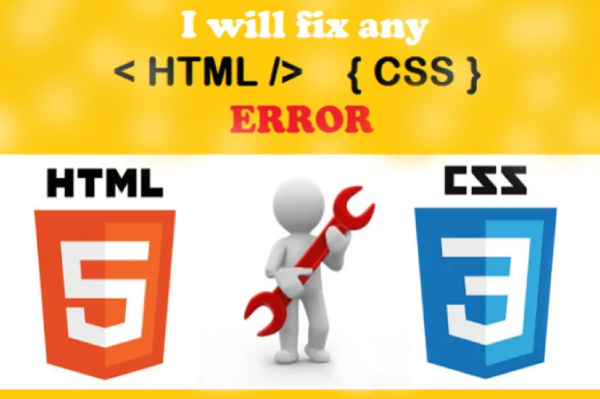 I will fix any
< HTML /> { CSS }
ERROR
HTML CSS
5 3